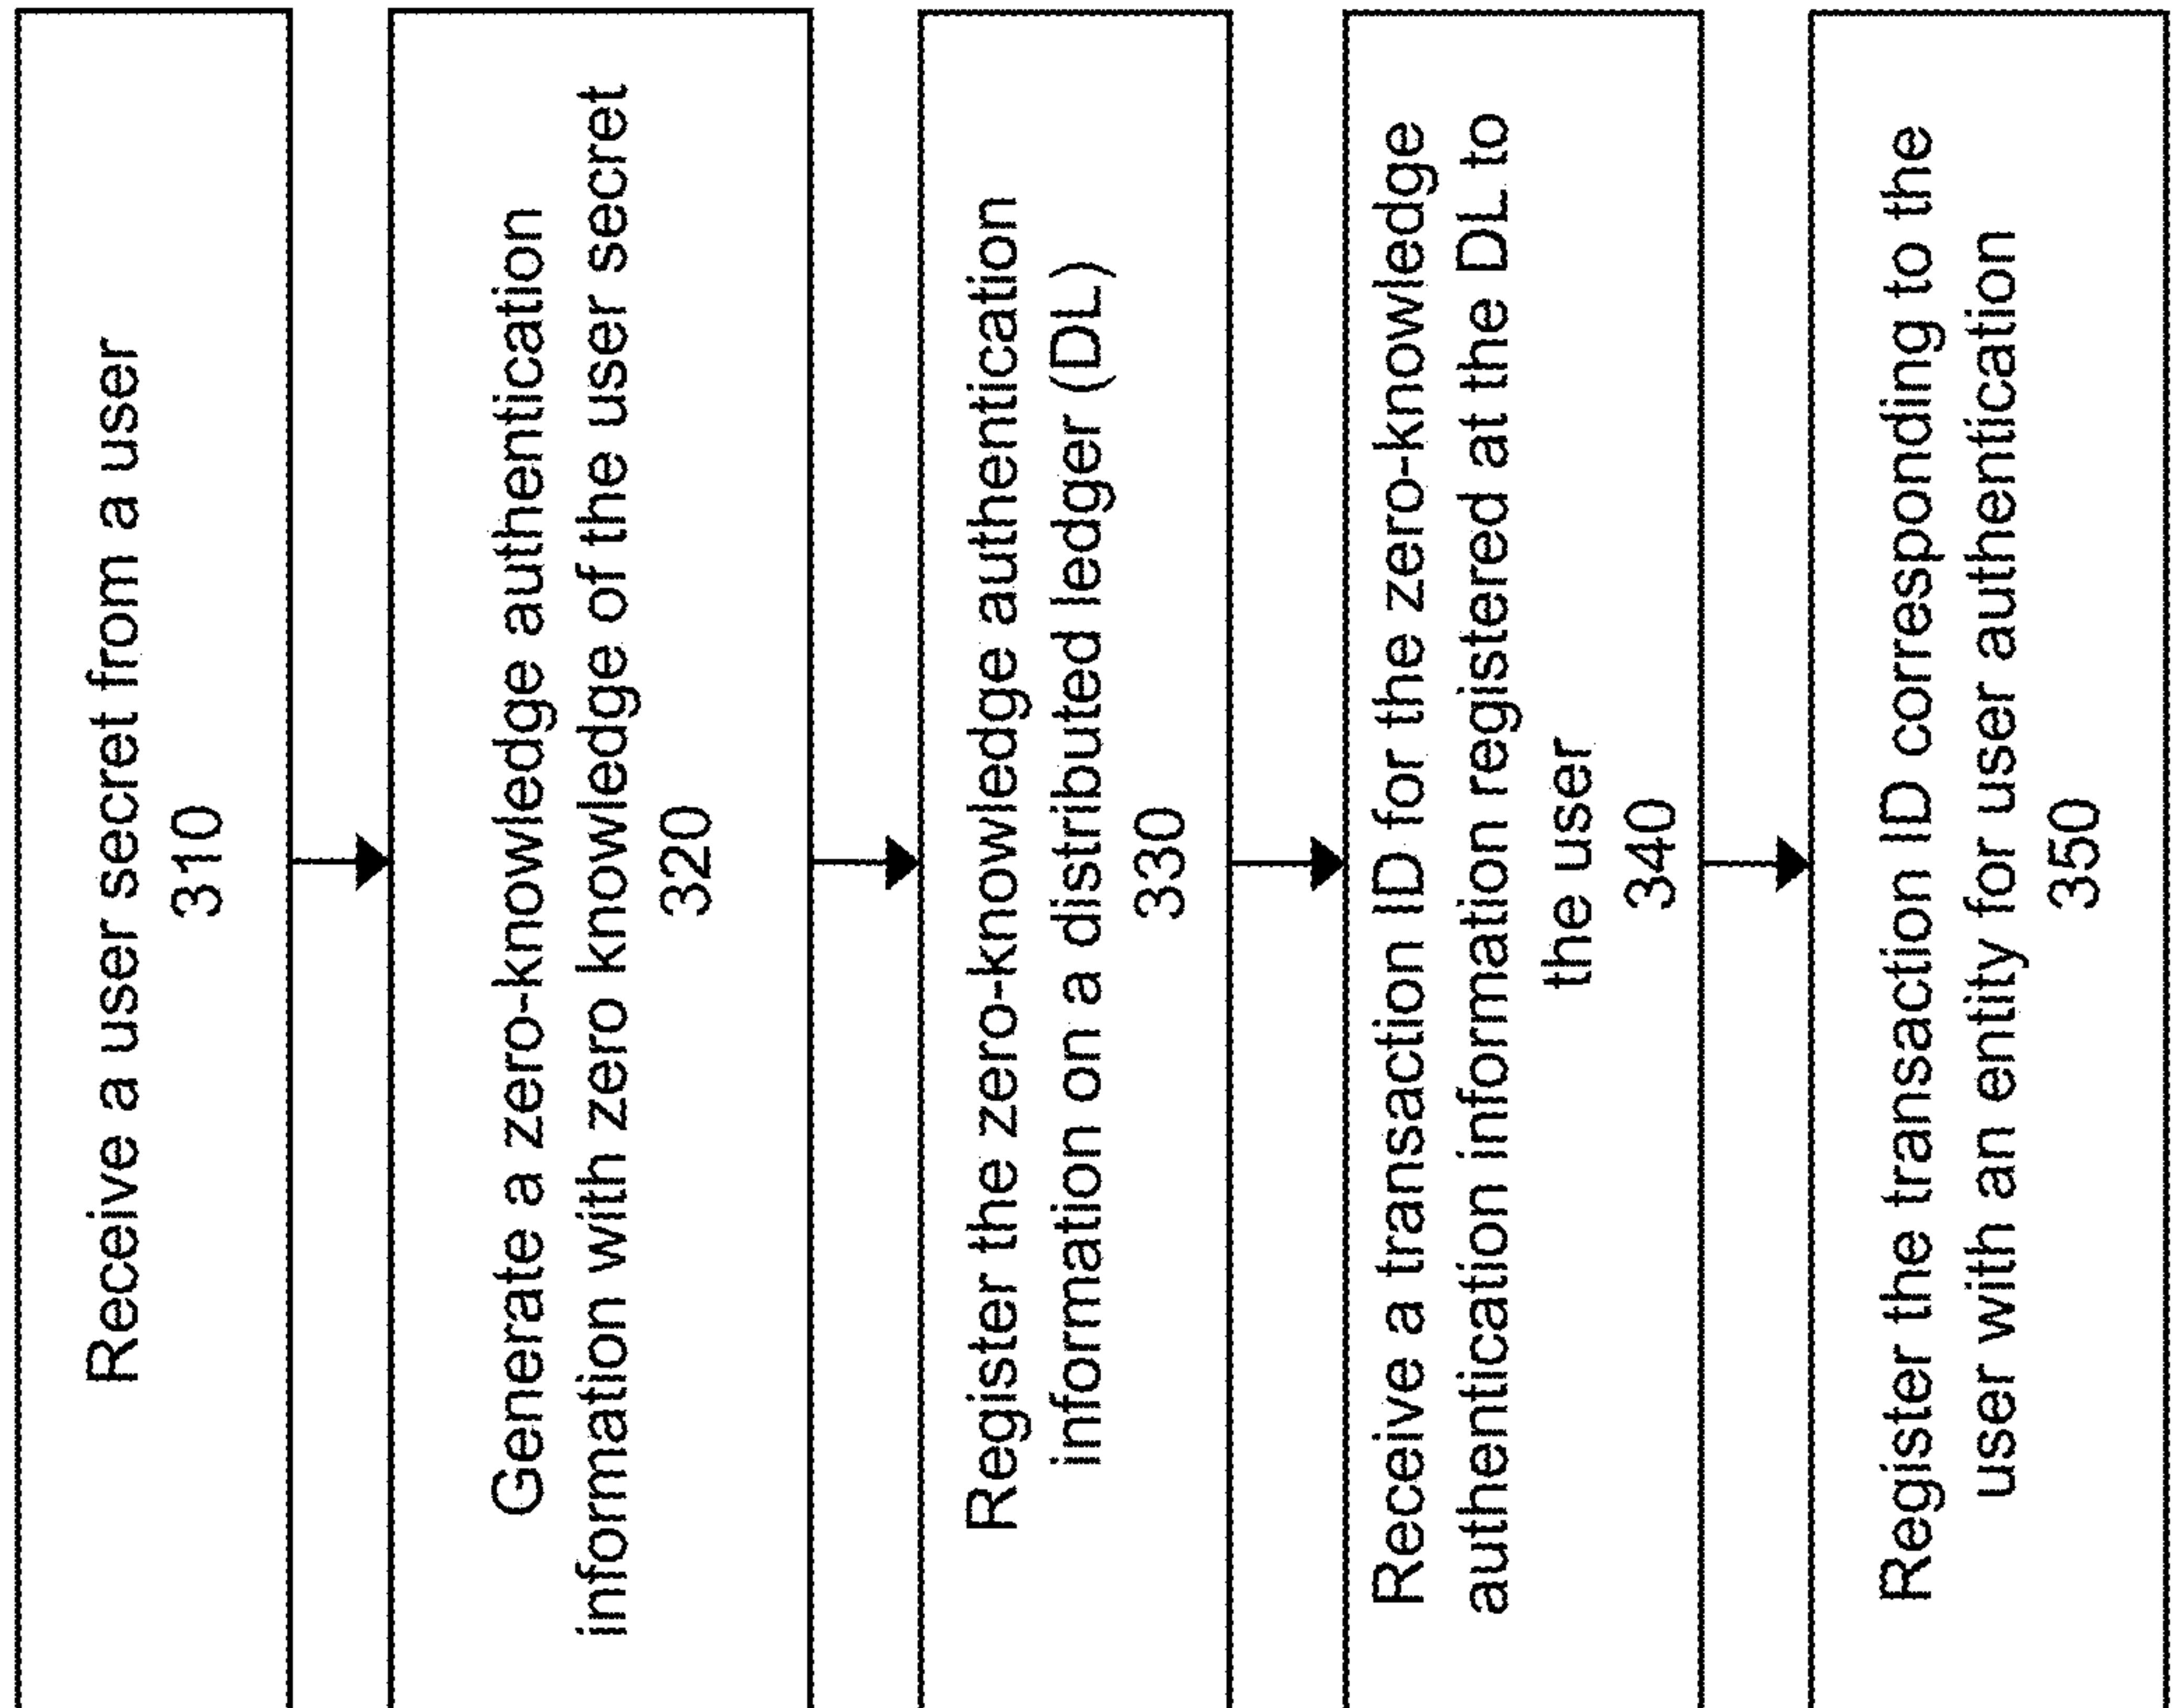 Receive a user secret from a user
310
Generate a zero-knowledge authentication
information with zero knowledge of the user secret
320
Register the zero-knowledge authentication
information on a distributed ledger (DL)
330
Receive a transaction ID for the zero-knowledge
authentication information registered at the DL to
the user
340
Register the transaction ID corresponding to the
user with an entity for user authentication
350